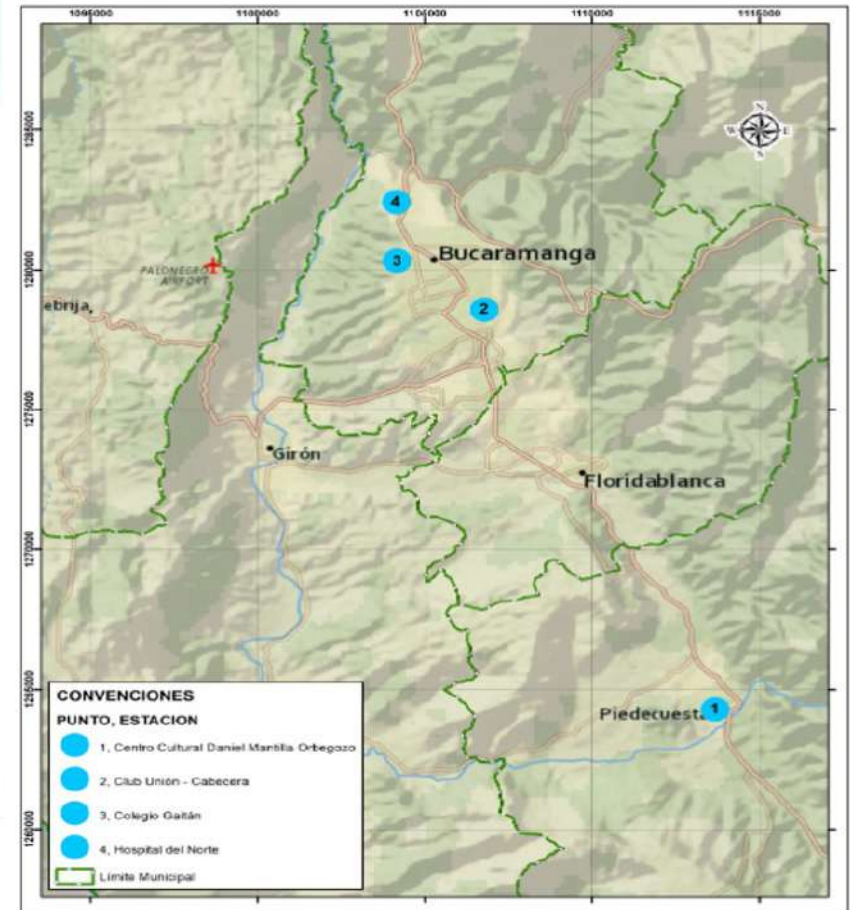 1095000 1100000 1105000 1110000 1115000
1285000
N
W E
S
4
3
Bucaramanga
1280000
PALONEGRO
AIRPORT
2
ebrija
1275000
Girón
Floridablanca
1270000
1265000
Piedecuesta
1
1260000
CONVENCIONES
PUNTO, ESTACION
1, Centro Cultural Daniel Mantilla Orbegozo
2, Club Unión - Cabecera
3, Colegio Gaitán
4, Hospital del Norte
Límite Municipal